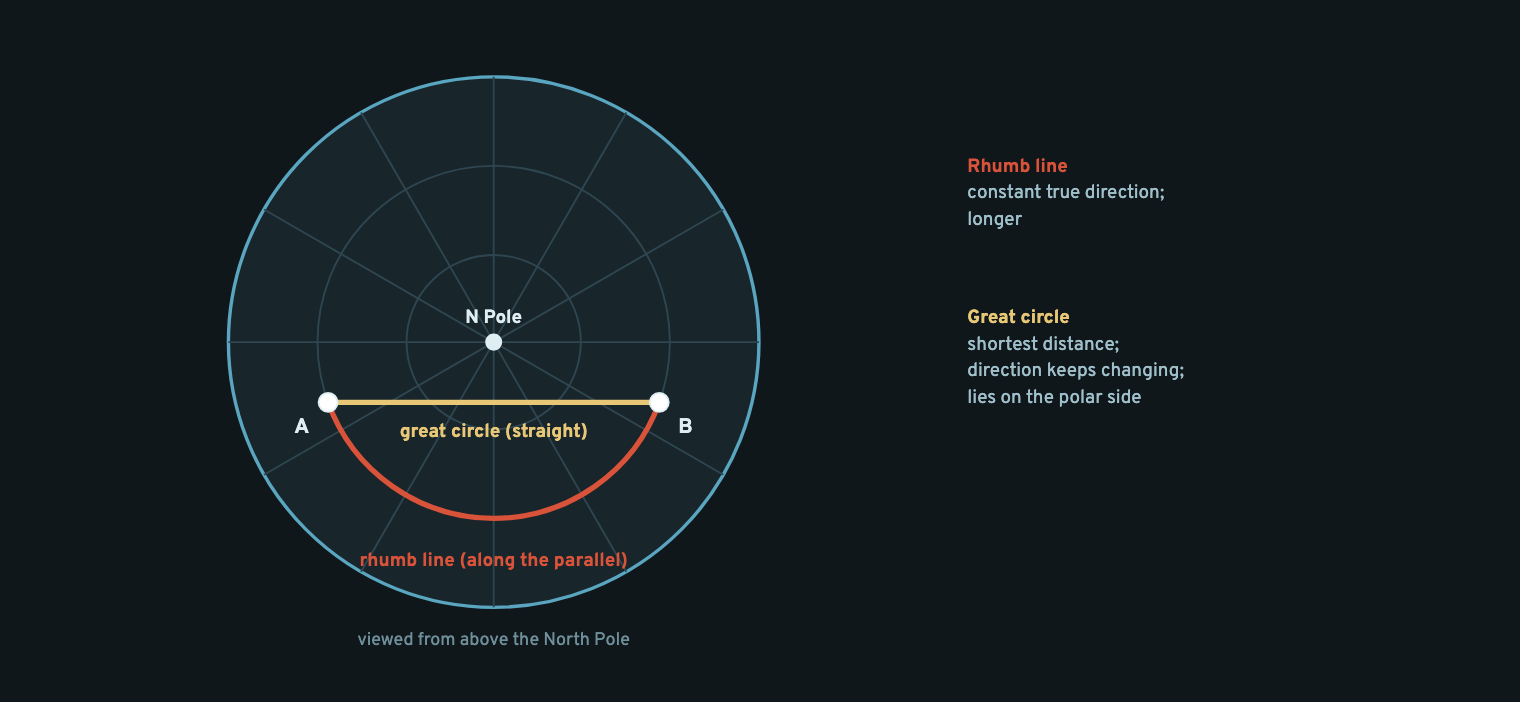 N Pole
A
B
great circle (straight)
rhumb line (along the parallel)
viewed from above the North Pole
Rhumb line
constant true direction;
longer
Great circle
shortest distance;
direction keeps changing;
lies on the polar side